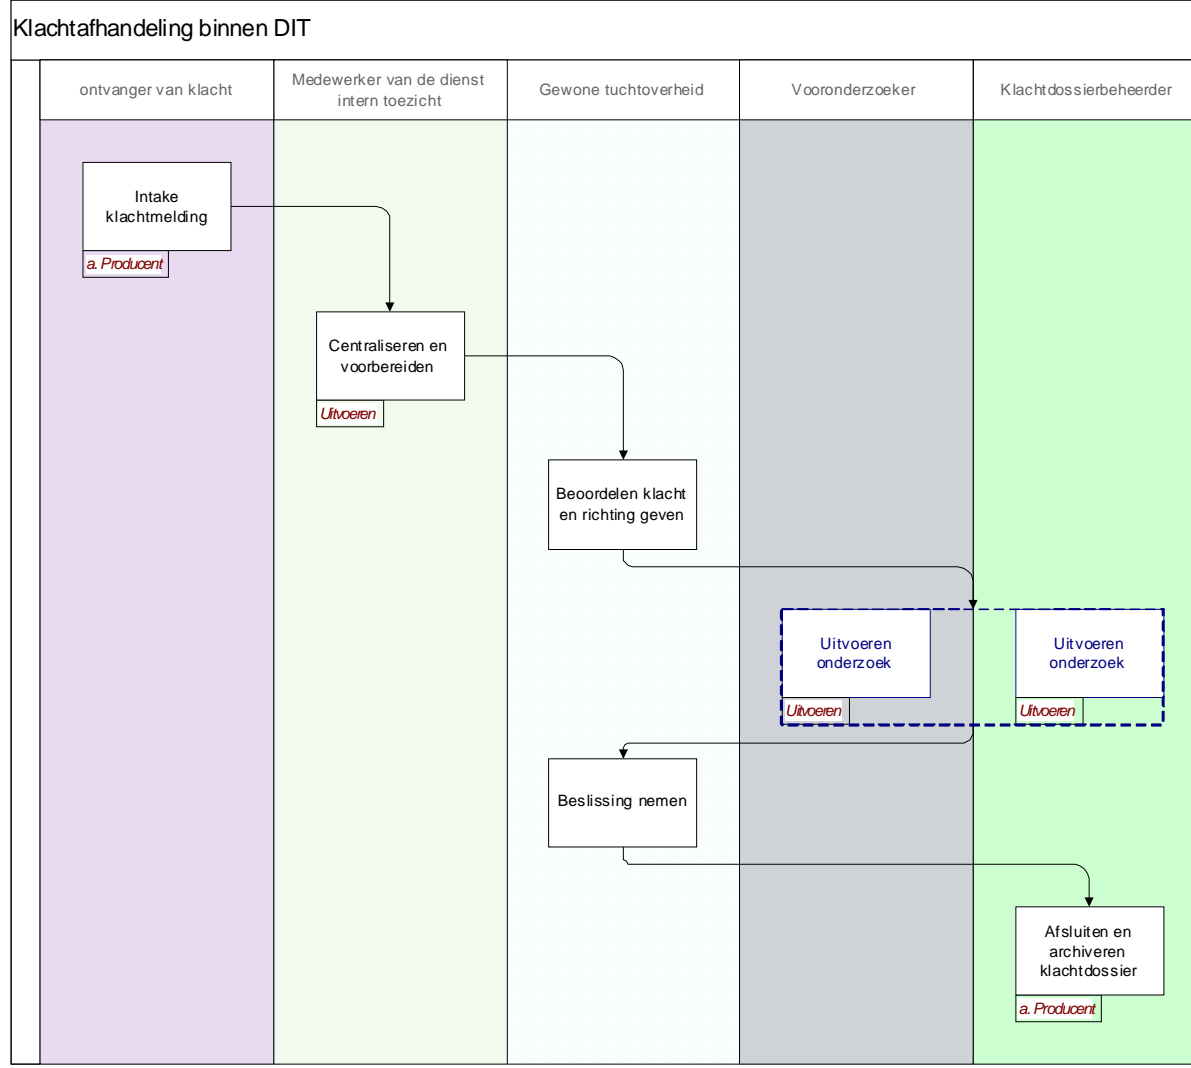 Klachtafhandeling binnen DIT
ontvanger van klacht
Medewerker van de dienst
intern toezicht
Gewone tuchtoverheid
Vooronderzoeker
Klachtdossierbeheerder
Intake
klachtmelding
a. Producent
Centraliseren en
voorbereiden
Uitvoeren
Beoordelen klacht
en richting geven
Uitvoeren
onderzoek
Uitvoeren
Uitvoeren
onderzoek
Uitvoeren
Beslissing nemen
Afsluiten en
archiveren
klachtdossier
a. Producent